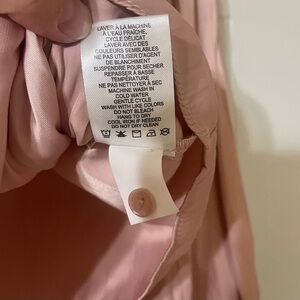 LAVER À LA MACHINE
À L'EAU FRAÎCHE,
CYCLE DÉLICAT
LAVER AVEC DES
COULEURS SEMBLABLES
NE PAS UTILISER D'AGENT
DE BLANCHIMENT
SUSPENDRE POUR SECHER
REPASSER À BASSE
TEMPÉRATURE
NE PAS NETTOYER À SEC
MACHINE WASH IN
COLD WATER
GENTLE CYCLE
WASH WITH LIKE COLORS
DO NOT BLEACH
HANG TO DRY
COOL IRON IF NEEDED
DO NOT DRY CLEAN